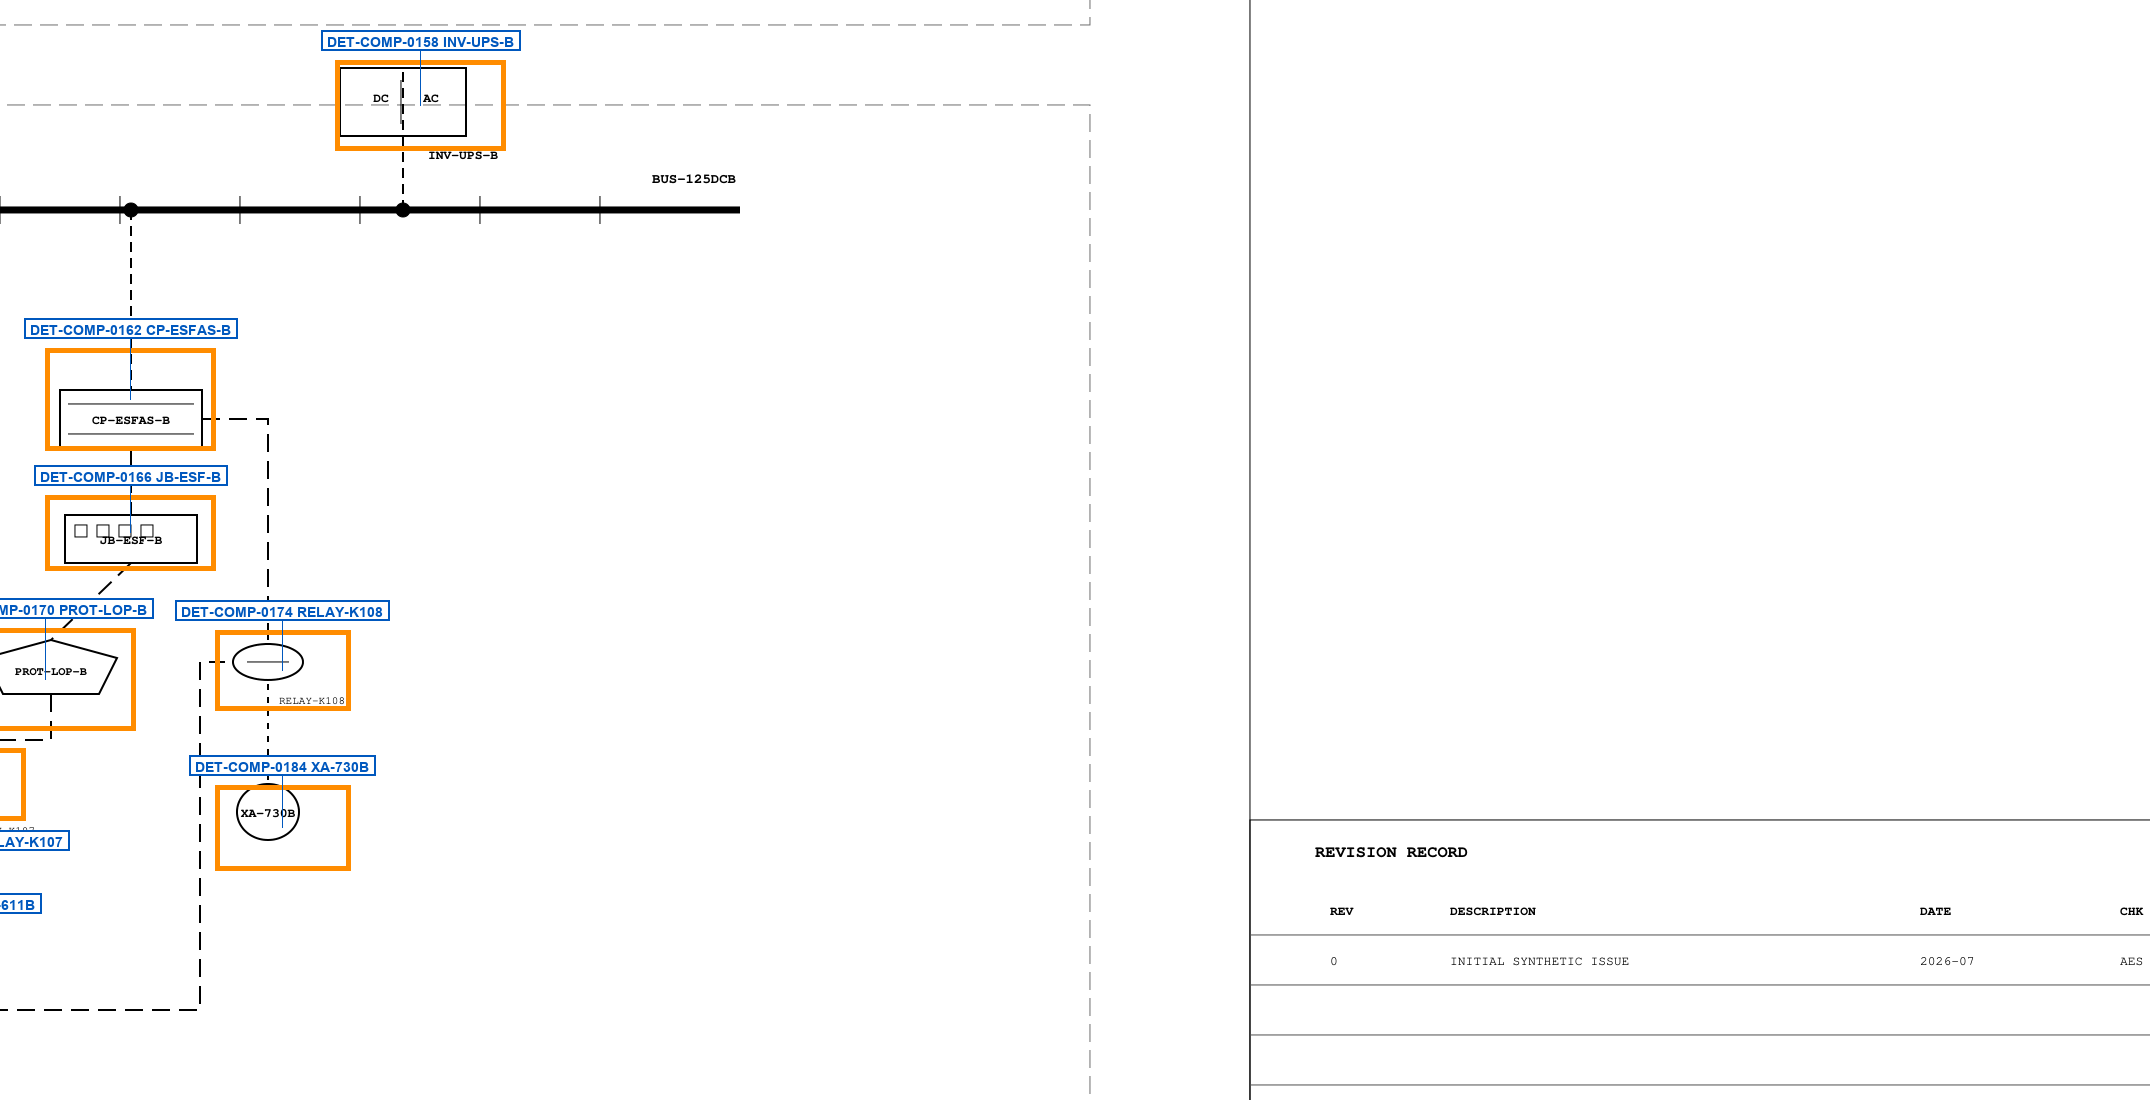 DET-COMP-0158 INV-UPS-B
DC AC
INV-UPS-B
BUS-125DCB
DET-COMP-0162 CP-ESFAS-B
CP-ESFAS-B
DET-COMP-0166 JB-ESF-B
JB-ESF-B
MP-0170 PROT-LOP-B
DET-COMP-0174 RELAY-K108
PROT-LOP-B
RELAY-K108
DET-COMP-0184 XA-730B
XA-730B
LAY-K107
-611B
REVISION RECORD
REV DESCRIPTION DATE CHK
0 INITIAL SYNTHETIC ISSUE 2026-07 AES